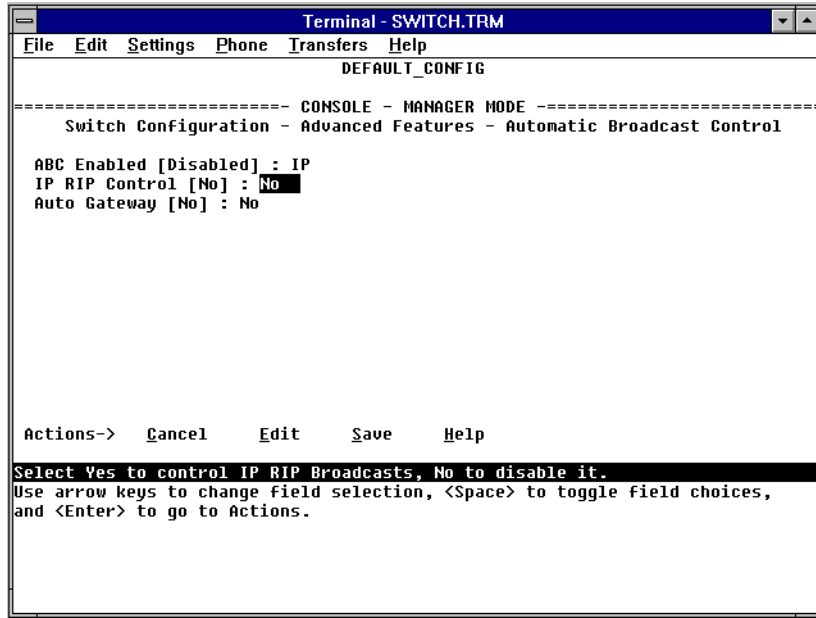 Terminal - SWITCH.TRM
File Edit Settings Phone Transfers Help
DEFAULT_CONFIG
==========================- CONSOLE - MANAGER MODE -==========================
Switch Configuration - Advanced Features - Automatic Broadcast Control
ABC Enabled [Disabled] : IP
IP RIP Control [No] : No
Auto Gateway [No] : No
Actions-> Cancel Edit Save Help
Select Yes to control IP RIP Broadcasts, No to disable it.
Use arrow keys to change field selection, <Space> to toggle field choices,
and <Enter> to go to Actions.